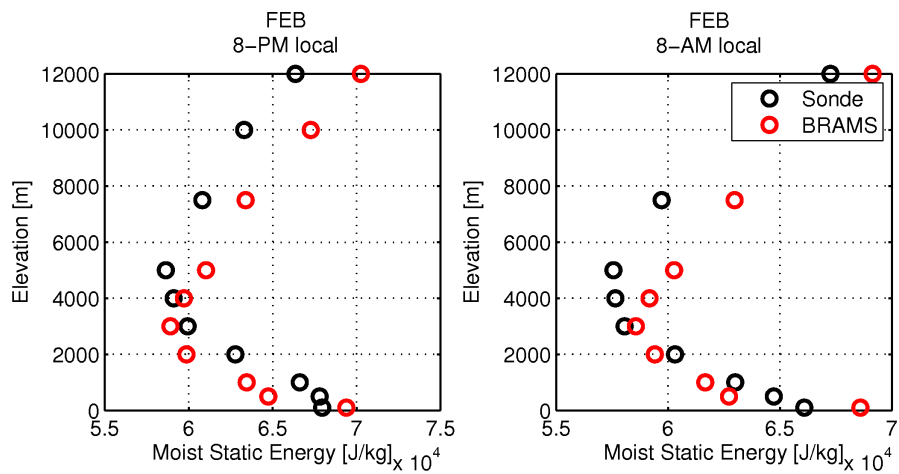 FEB
8-PM local
12000
10000
8000
6000
4000
2000
0
Elevation [m]
5.5
6
6.5
7
7.5
Moist Static Energy [J/kg]
x 10^4
FEB
8-AM local
12000
10000
8000
6000
4000
2000
0
Elevation [m]
Sonde
BRAMS
5.5
6
6.5
7
Moist Static Energy [J/kg]
x 10^4